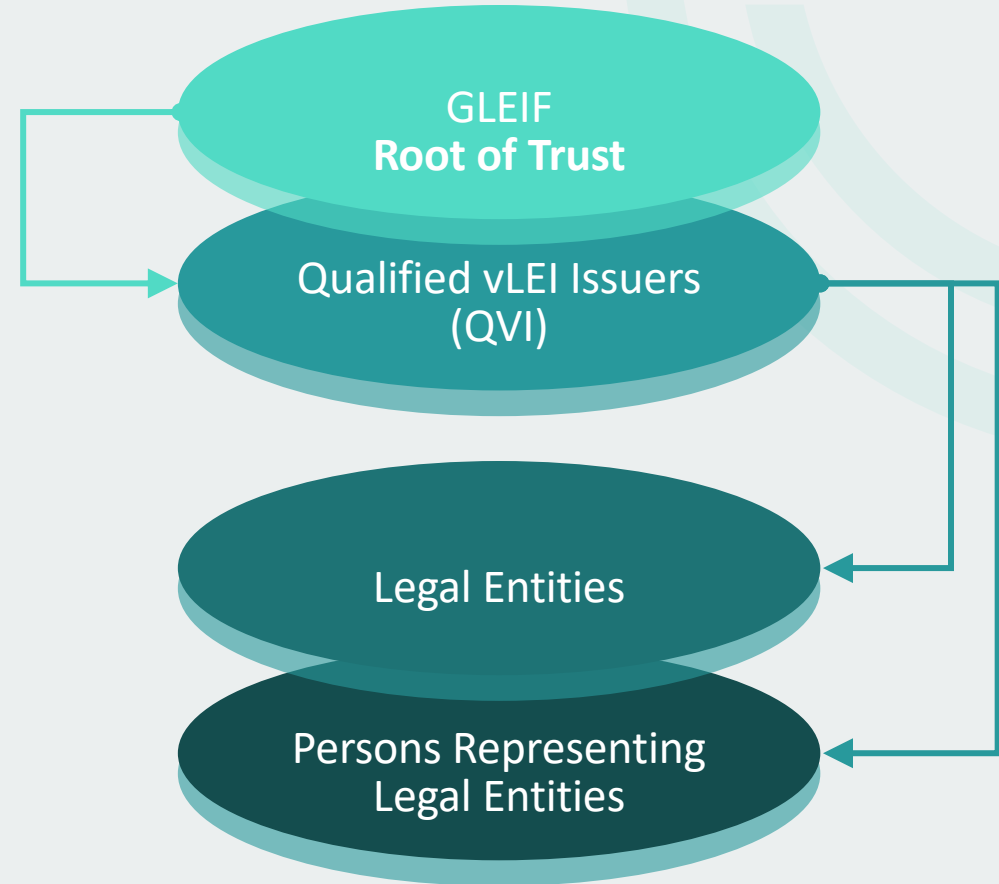 GLEIF
Root of Trust
Qualified vLEI Issuers
(QVI)
Legal Entities
Persons Representing
Legal Entities